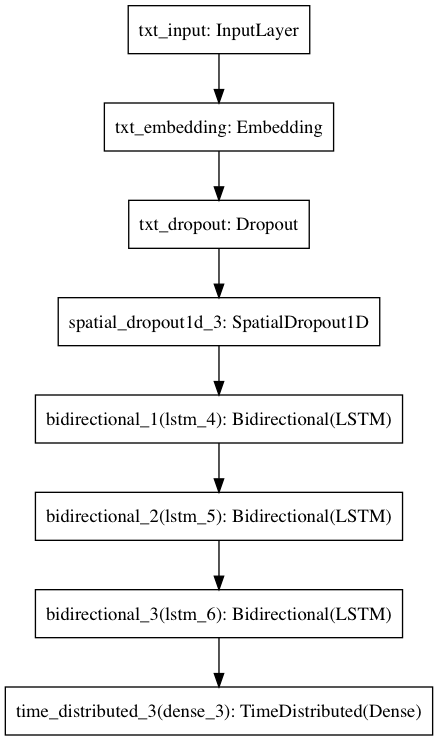 txt_input: InputLayer
txt_embedding: Embedding
txt_dropout: Dropout
spatial_dropout1d_3: SpatialDropout1D
bidirectional_1(lstm_4): Bidirectional(LSTM)
bidirectional_2(lstm_5): Bidirectional(LSTM)
bidirectional_3(lstm_6): Bidirectional(LSTM)
time_distributed_3(dense_3): TimeDistributed(Dense)